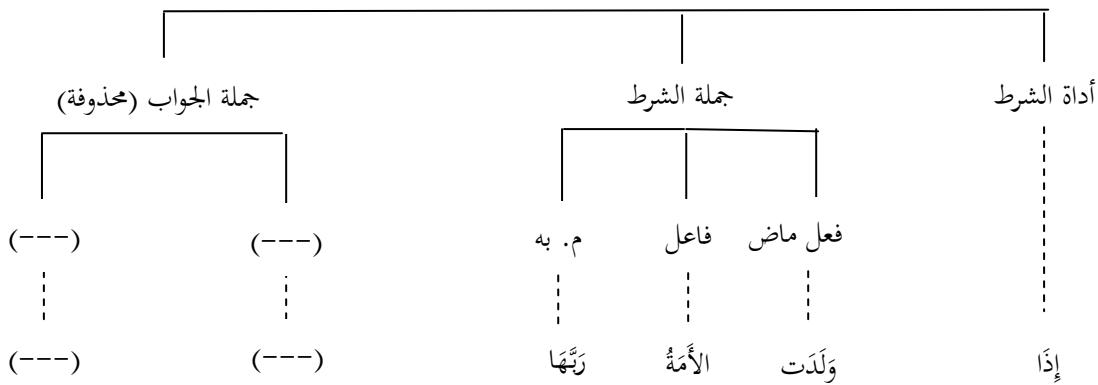 أداة الشرط جملة الشرط جملة الجواب (محذوفة)
فعل ماض فاعل م. به (---) (---)
إِذَا وَلَدَت الأَمَةُ رَبَّهَا (---) (---)